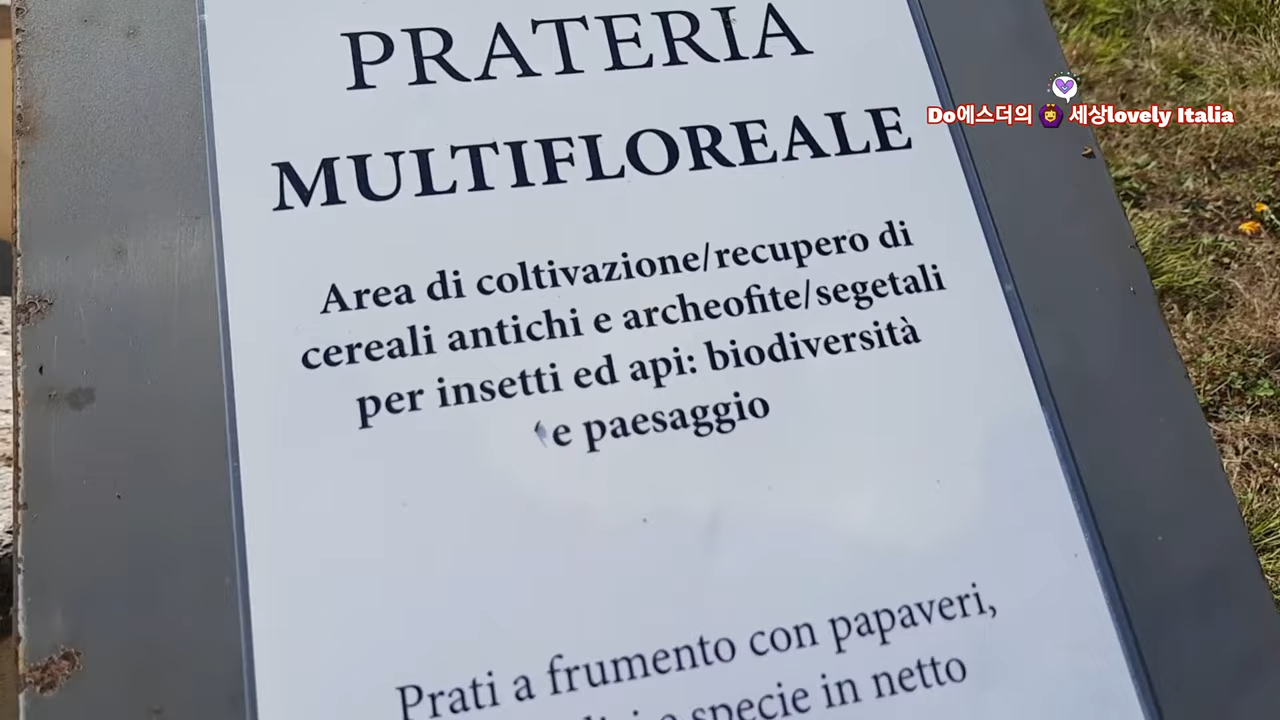 PRATERIA
MULTIFLOREALE
Do에스더의 🙆‍♀️ 세상lovely Italia
Area di coltivazione/recupero di
cereali antichi e archeofite/segetali
per insetti ed api: biodiversità
e paesaggio
Prati a frumento con papaveri,
e specie in netto